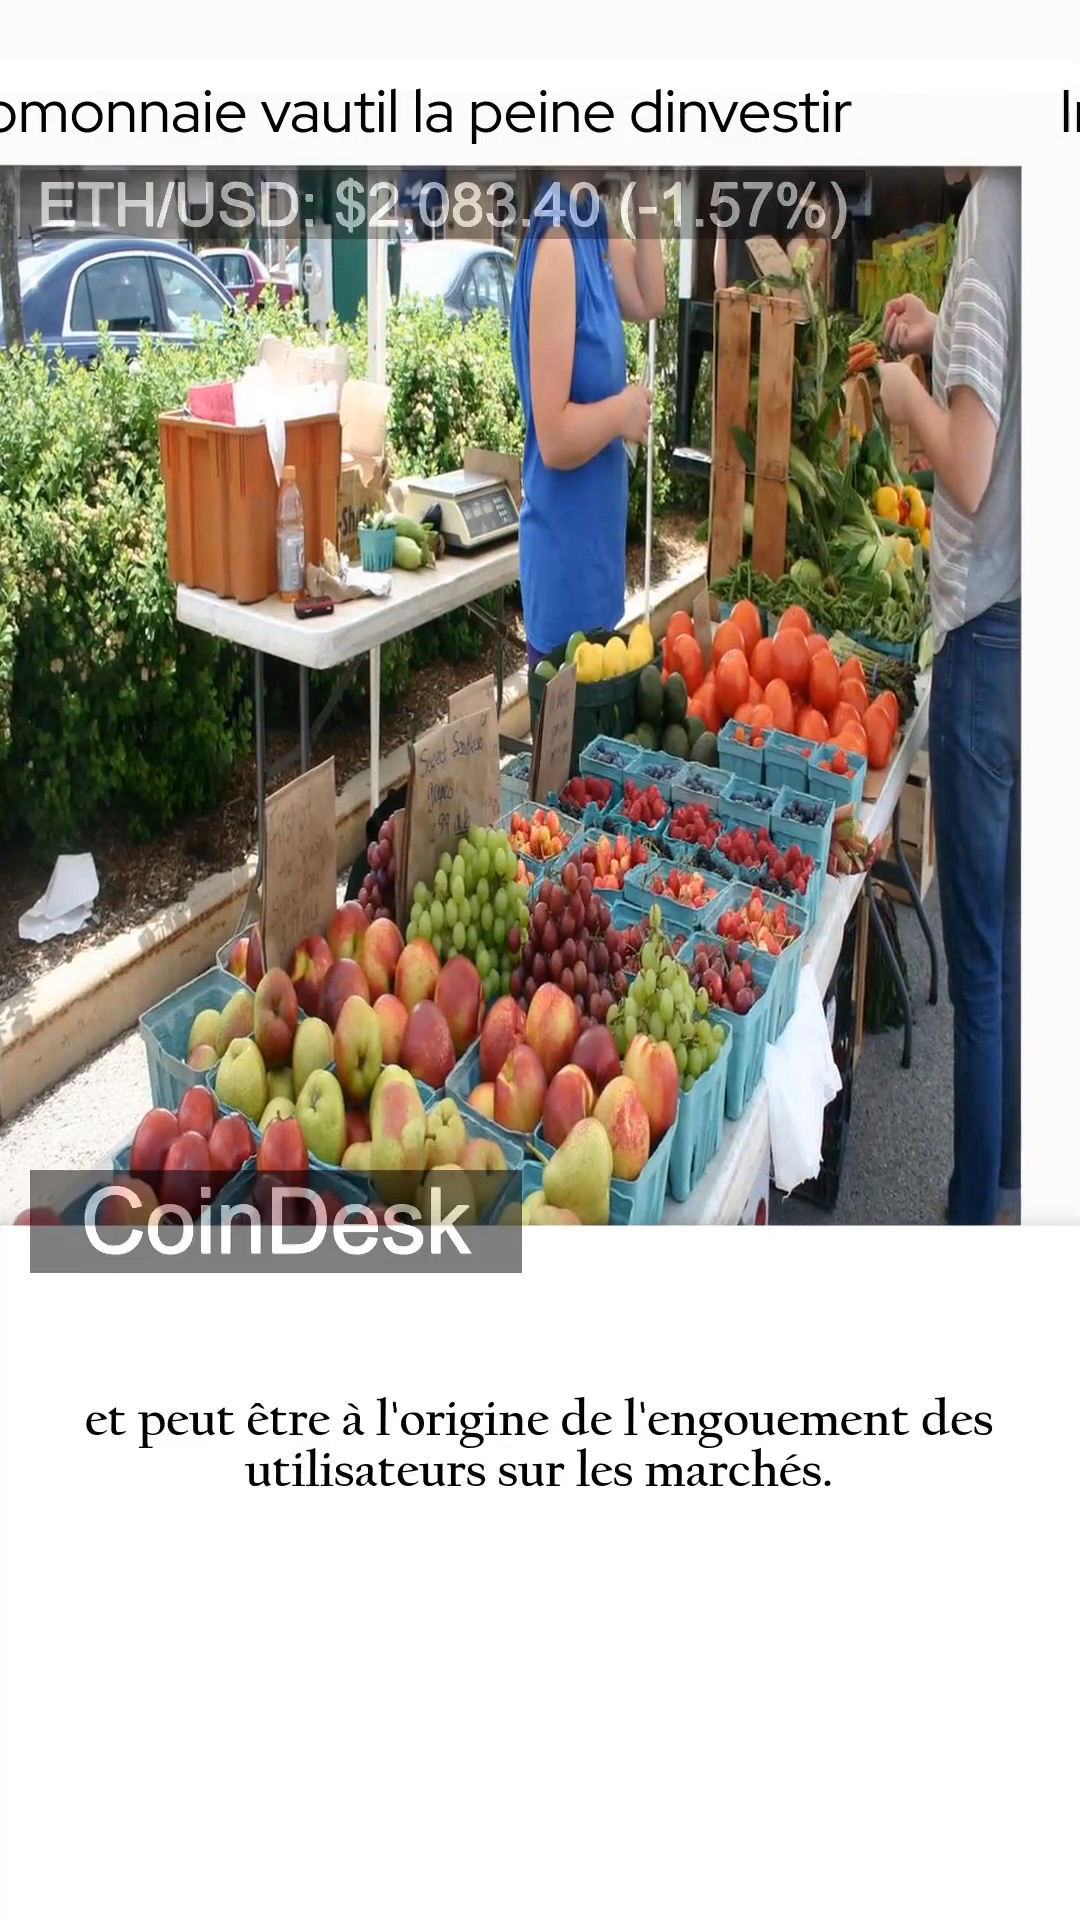 omonnaie vautil la peine dinvestir
ETH/USD: $2,083.40 (-1.57%)
CoinDesk
et peut être à l'origine de l'engouement des
utilisateurs sur les marchés.